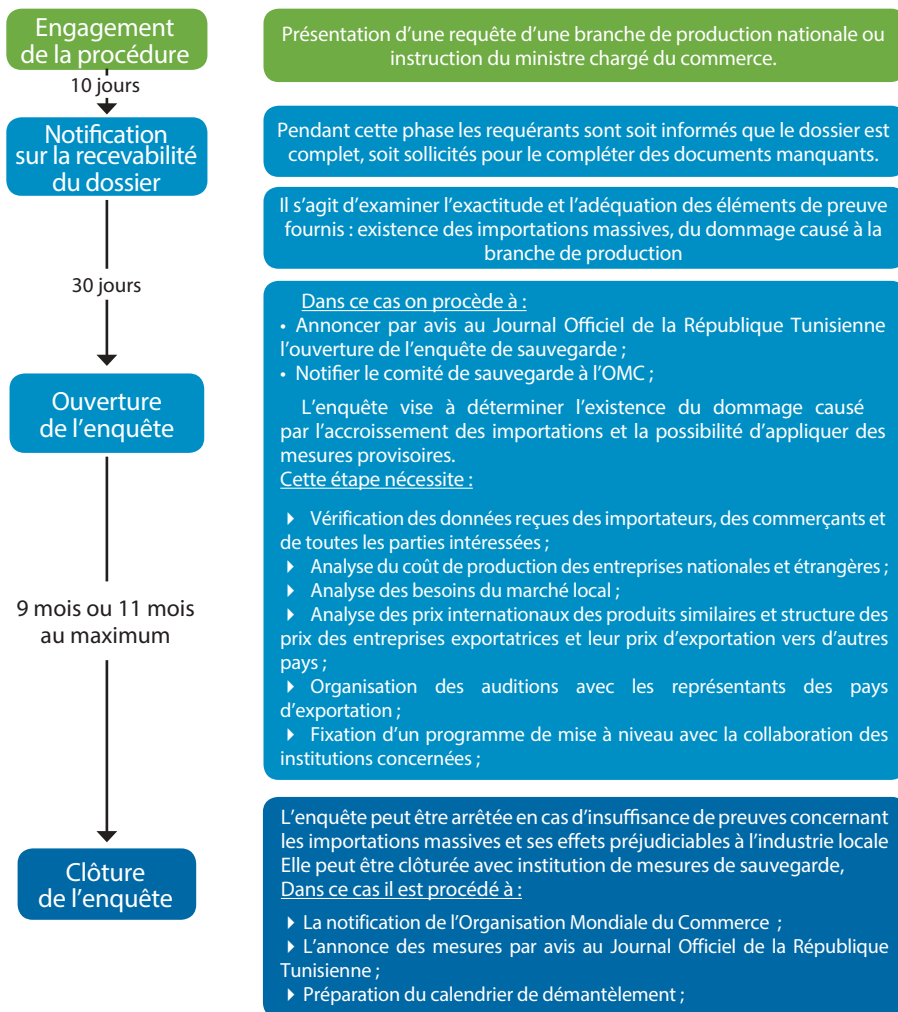 Engagement
de la procédure
Présentation d’une requête d’une branche de production nationale ou
instruction du ministre chargé du commerce.
10 jours
Notification
sur la recevabilité
du dossier
Pendant cette phase les requérants sont soit informés que le dossier est
complet, soit sollicités pour le compléter des documents manquants.
Il s’agit d’examiner l’exactitude et l’adéquation des éléments de preuve
fournis : existence des importations massives, du dommage causé à la
branche de production
30 jours
Ouverture
de l’enquête
Dans ce cas on procède à :
• Annoncer par avis au Journal Officiel de la République Tunisienne
l’ouverture de l’enquête de sauvegarde ;
• Notifier le comité de sauvegarde à l’OMC ;
L’enquête vise à déterminer l’existence du dommage causé
par l’accroissement des importations et la possibilité d’appliquer des
mesures provisoires.
Cette étape nécessite :
Vérification des données reçues des importateurs, des commerçants et
de toutes les parties intéressées ;
Analyse du coût de production des entreprises nationales et étrangères ;
Analyse des besoins du marché local ;
Analyse des prix internationaux des produits similaires et structure des
prix des entreprises exportatrices et leur prix d’exportation vers d’autres
pays ;
Organisation des auditions avec les représentants des pays
d’exportation ;
Fixation d’un programme de mise à niveau avec la collaboration des
institutions concernées ;
9 mois ou 11 mois
au maximum
Clôture
de l’enquête
L’enquête peut être arrêtée en cas d’insuffisance de preuves concernant
les importations massives et ses effets préjudiciables à l’industrie locale
Elle peut être clôturée avec institution de mesures de sauvegarde,
Dans ce cas il est procédé à :
La notification de l’Organisation Mondiale du Commerce ;
L’annonce des mesures par avis au Journal Officiel de la République
Tunisienne ;
Préparation du calendrier de démantèlement ;